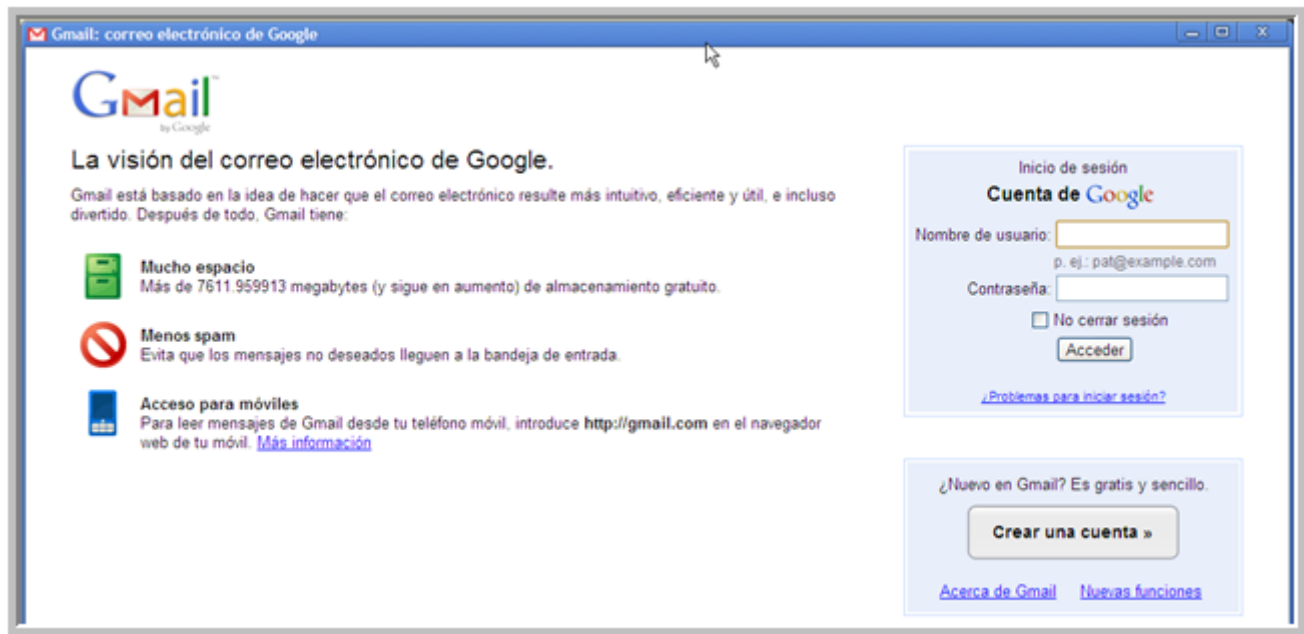 Gmail: correo electrónico de Google
Gmail™
by Google
La visión del correo electrónico de Google.
Gmail está basado en la idea de hacer que el correo electrónico resulte más intuitivo, eficiente y útil, e incluso
divertido. Después de todo, Gmail tiene:
Mucho espacio
Más de 7611.959913 megabytes (y sigue en aumento) de almacenamiento gratuito.
Menos spam
Evita que los mensajes no deseados lleguen a la bandeja de entrada.
Acceso para móviles
Para leer mensajes de Gmail desde tu teléfono móvil, introduce http://gmail.com en el navegador
web de tu móvil. Más información
Inicio de sesión
Cuenta de Google
Nombre de usuario:
p. ej.: pat@example.com
Contraseña:
No cerrar sesión
Acceder
¿Problemas para iniciar sesión?
¿Nuevo en Gmail? Es gratis y sencillo.
Crear una cuenta »
Acerca de Gmail Nuevas funciones